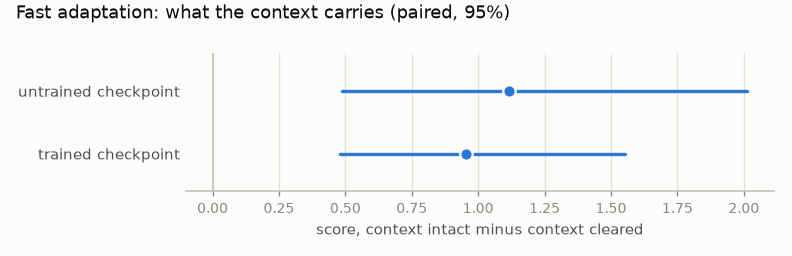 Fast adaptation: what the context carries (paired, 95%)
untrained checkpoint
trained checkpoint
0.00 0.25 0.50 0.75 1.00 1.25 1.50 1.75 2.00
score, context intact minus context cleared